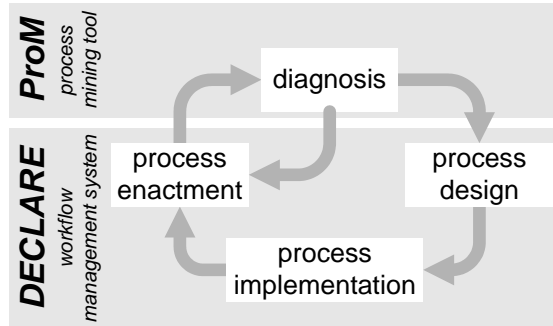 ProM
process
mining tool
diagnosis
DECLARE
workflow
management system
process
enactment
process
design
process
implementation